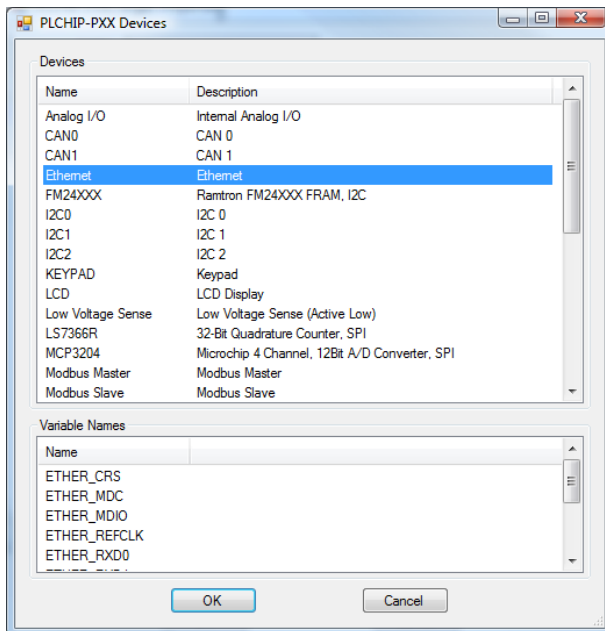 PLCHIP-PXX Devices
Devices
Name Description
Analog I/O Internal Analog I/O
CAN0 CAN 0
CAN1 CAN 1
Ethernet Ethernet
FM24XXX Ramtron FM24XXX FRAM, I2C
I2C0 I2C 0
I2C1 I2C 1
I2C2 I2C 2
KEYPAD Keypad
LCD LCD Display
Low Voltage Sense Low Voltage Sense (Active Low)
LS7366R 32-Bit Quadrature Counter, SPI
MCP3204 Microchip 4 Channel, 12Bit A/D Converter, SPI
Modbus Master Modbus Master
Modbus Slave Modbus Slave
Variable Names
Name
ETHER_CRS
ETHER_MDC
ETHER_MDIO
ETHER_REFCLK
ETHER_RXD0
OK Cancel